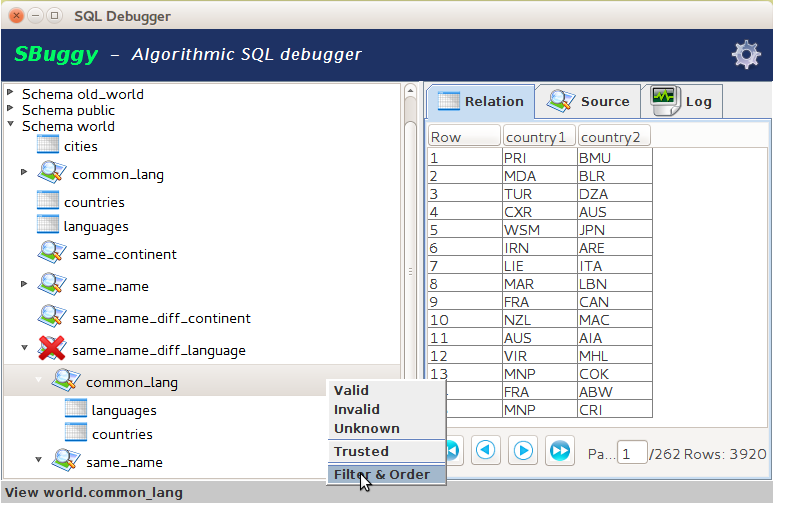 SQL Debugger
SBuggy – Algorithmic SQL debugger
Schema old_world
Schema public
Schema world
cities
common_lang
countries
languages
same_continent
same_name
same_name_diff_continent
same_name_diff_language
common_lang
languages
countries
same_name
Relation Source Log
Row country1 country2
1 PRI BMU
2 MDA BLR
3 TUR DZA
4 CXR AUS
5 WSM JPN
6 IRN ARE
7 LIE ITA
8 MAR LBN
9 FRA CAN
10 NZL MAC
11 AUS AIA
12 VIR MHL
13 MNP COK
FRA ABW
MNP CRI
Valid
Invalid
Unknown
Trusted
Filter & Order
Pa... 1 /262 Rows: 3920
View world.common_lang